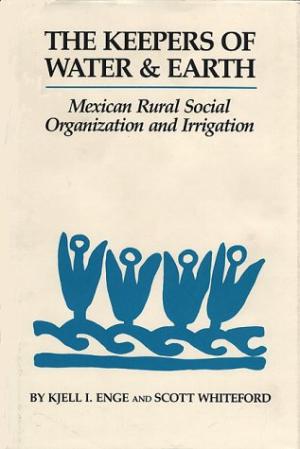 THE KEEPERS OF
WATER & EARTH
Mexican Rural Social
Organization and Irrigation
BY KJELL I. ENGE AND SCOTT WHITEFORD